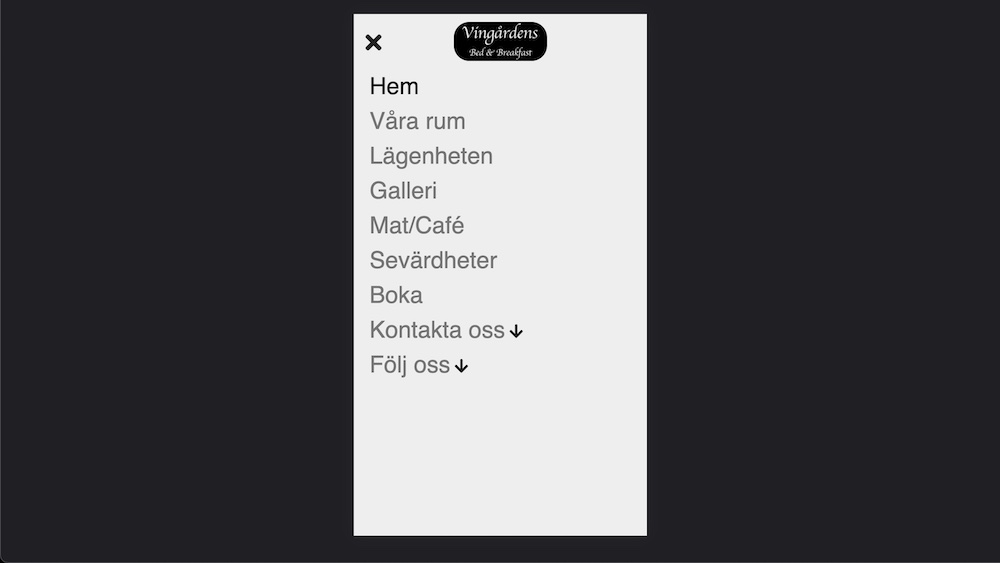 Vingårdens
Bed & Breakfast
Hem
Våra rum
Lägenheten
Galleri
Mat/Café
Sevärdheter
Boka
Kontakta oss
Följ oss